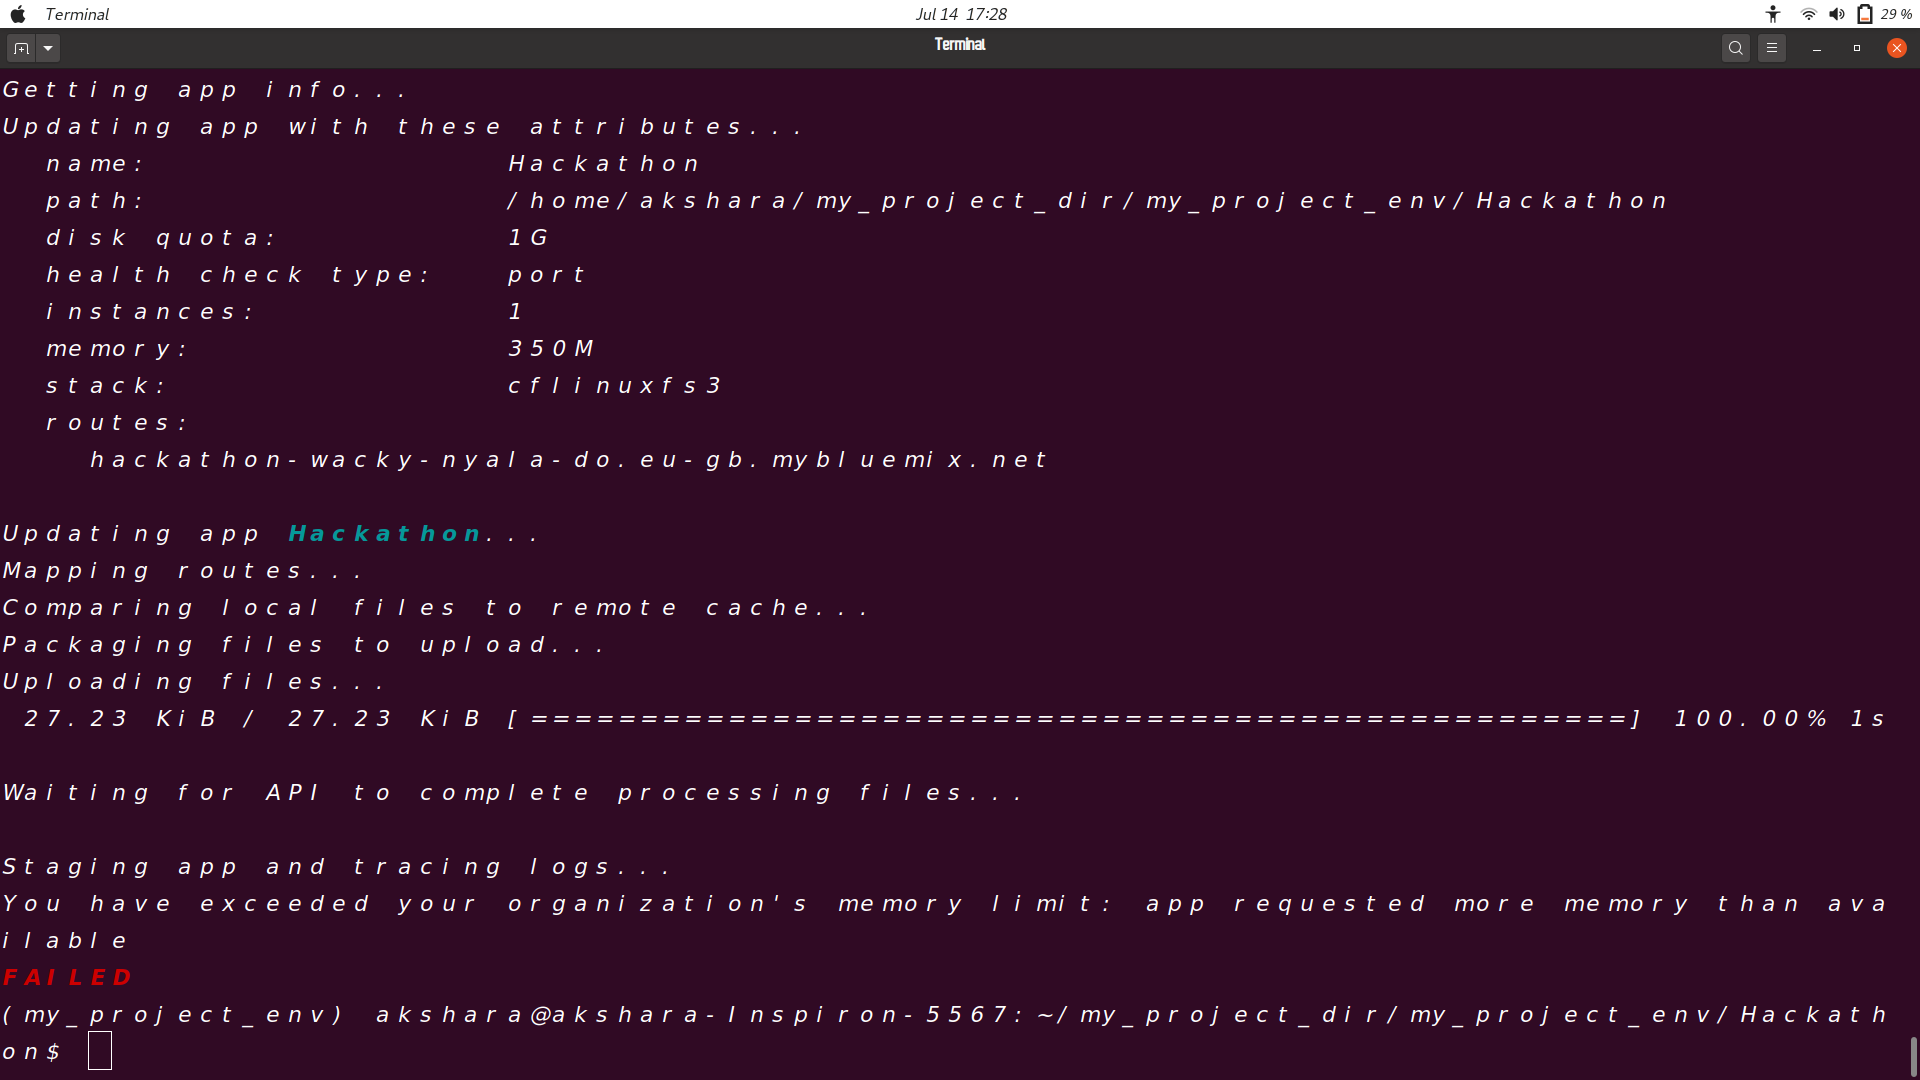 Terminal
Jul 14 17:28
29 %
Terminal
Getting app info...
Updating app with these attributes...
name: Hackathon
path: /home/akshara/my_project_dir/my_project_env/Hackathon
disk quota: 1G
health check type: port
instances: 1
memory: 350M
stack: cflinuxfs3
routes:
hackathon-wacky-nyala-do.eu-gb.mybluemix.net
Updating app Hackathon...
Mapping routes...
Comparing local files to remote cache...
Packaging files to upload...
Uploading files...
27.23 KiB / 27.23 KiB [==================================================] 100.00% 1s
Waiting for API to complete processing files...
Staging app and tracing logs...
You have exceeded your organization's memory limit: app requested more memory than ava
ilable
FAILED
(my_project_env) akshara@akshara-Inspiron-5567:~/my_project_dir/my_project_env/Hackath
on$